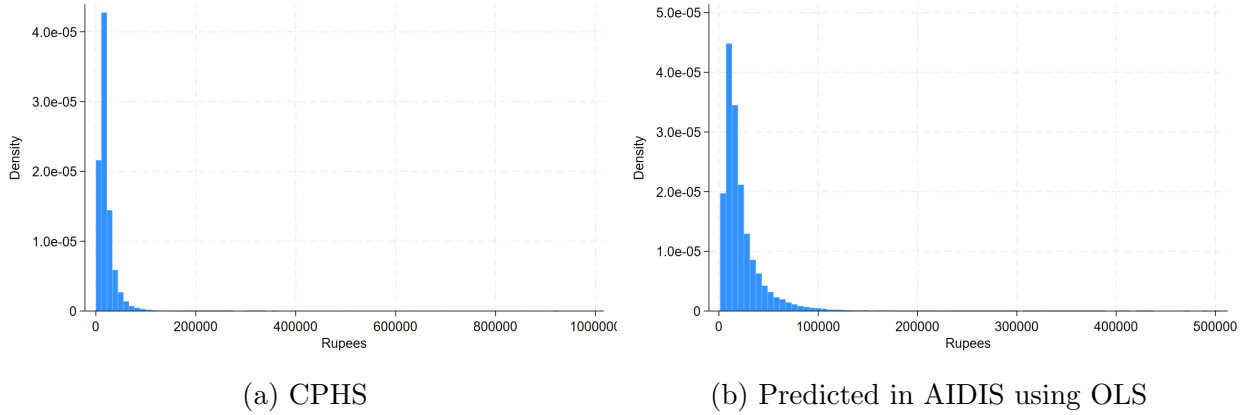 Density
4.0e-05
3.0e-05
2.0e-05
1.0e-05
0
0 200000 400000 600000 800000 100000
Rupees
(a) CPHS
Density
5.0e-05
4.0e-05
3.0e-05
2.0e-05
1.0e-05
0
0 100000 200000 300000 400000 500000
Rupees
(b) Predicted in AIDIS using OLS